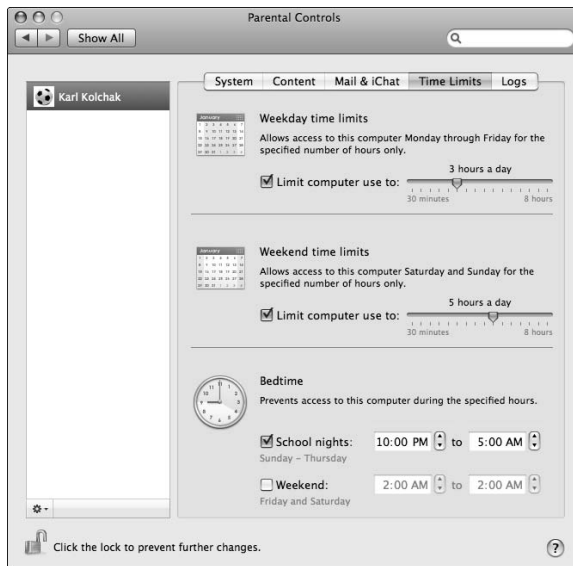 Parental Controls
Show All
System Content Mail & iChat Time Limits Logs
Karl Kolchak
Weekday time limits
Allows access to this computer Monday through Friday for the
specified number of hours only.
3 hours a day
Limit computer use to:
30 minutes 8 hours
Weekend time limits
Allows access to this computer Saturday and Sunday for the
specified number of hours only.
5 hours a day
Limit computer use to:
30 minutes 8 hours
Bedtime
Prevents access to this computer during the specified hours.
School nights: 10:00 PM to 5:00 AM
Sunday – Thursday
Weekend: 2:00 AM to 2:00 AM
Friday and Saturday
Click the lock to prevent further changes.
?